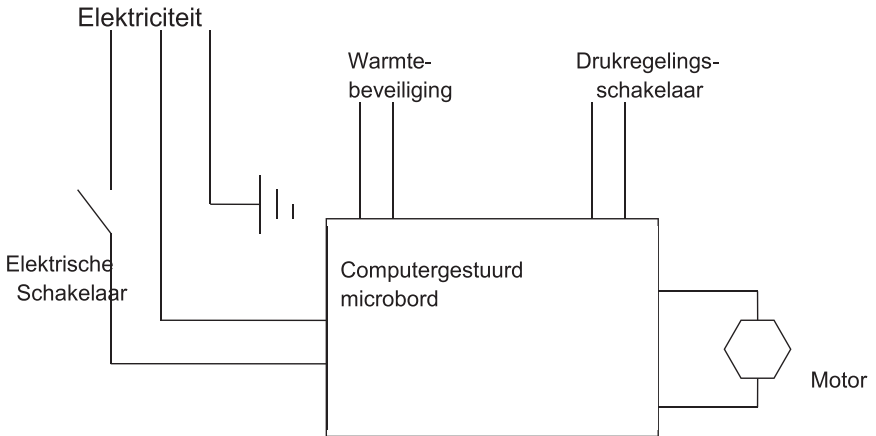 Elektriciteit
Warmte-
beveiliging
Drukregelings-
schakelaar
Elektrische
Schakelaar
Computergestuurd
microbord
Motor